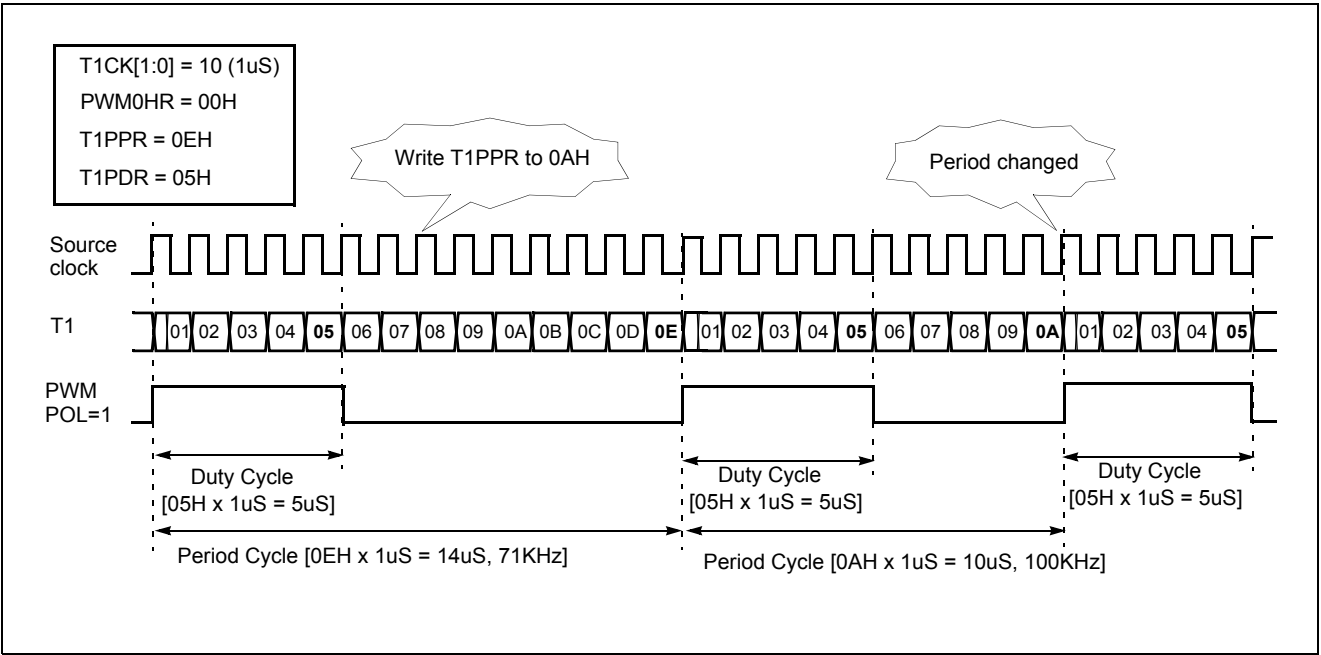 T1CK[1:0] = 10 (1uS)
PWM0HR = 00H
T1PPR = 0EH
T1PDR = 05H
Write T1PPR to 0AH
Period changed
Source
clock
T1
01 02 03 04 05 06 07 08 09 0A 0B 0C 0D 0E 01 02 03 04 05 06 07 08 09 0A 01 02 03 04 05
PWM
POL=1
Duty Cycle
[05H x 1uS = 5uS]
Duty Cycle
[05H x 1uS = 5uS]
Duty Cycle
[05H x 1uS = 5uS]
Period Cycle [0EH x 1uS = 14uS, 71KHz]
Period Cycle [0AH x 1uS = 10uS, 100KHz]